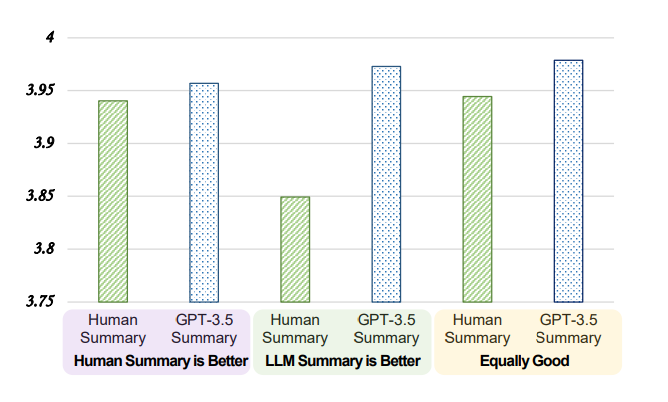 4
3.95
3.9
3.85
3.8
3.75
Human Summary
GPT-3.5 Summary
Human Summary
GPT-3.5 Summary
Human Summary
GPT-3.5 Summary
Human Summary is Better
LLM Summary is Better
Equally Good